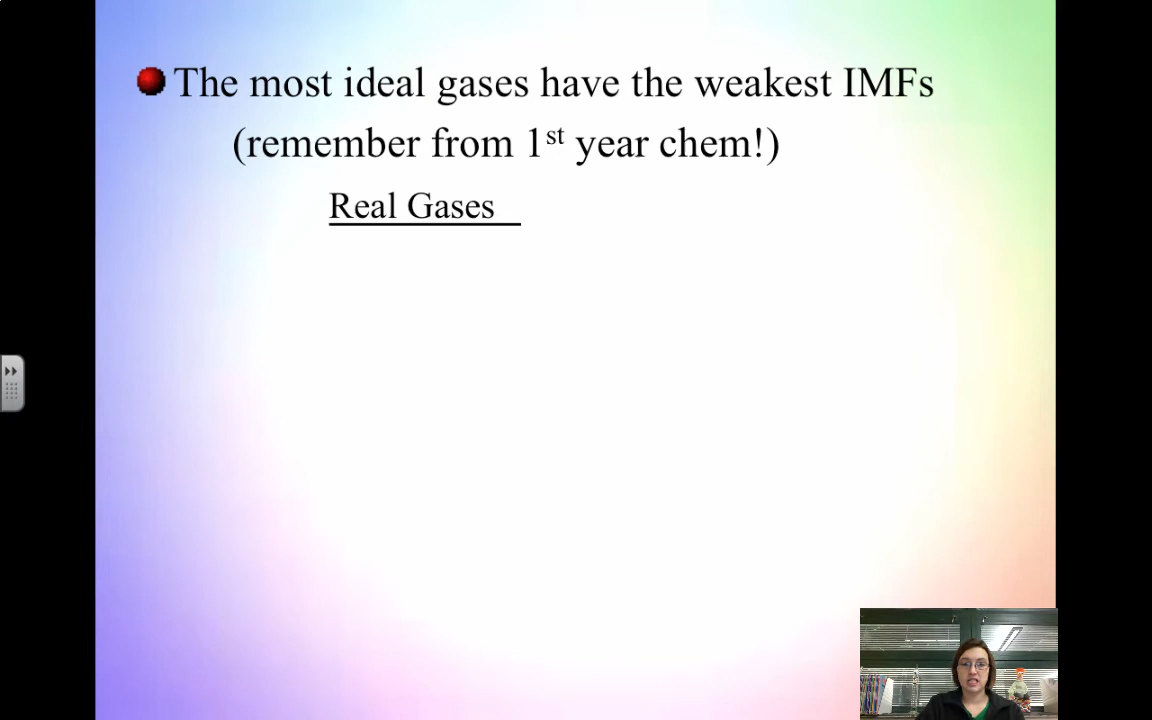 The most ideal gases have the weakest IMFs
(remember from 1st year chem!)
Real Gases